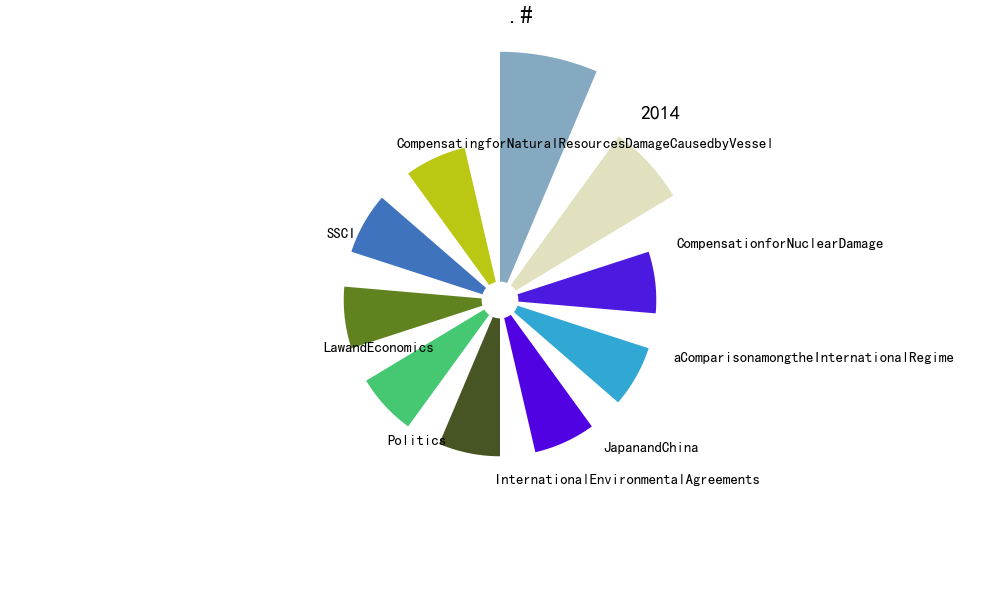 .#
2014
CompensatingforNaturalResourcesDamageCausedbyVessel
SSCI
CompensationforNuclearDamage
LawandEconomics
aComparisonamongtheInternationalRegime
Politics
JapanandChina
InternationalEnvironmentalAgreements